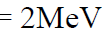 = 2MeV